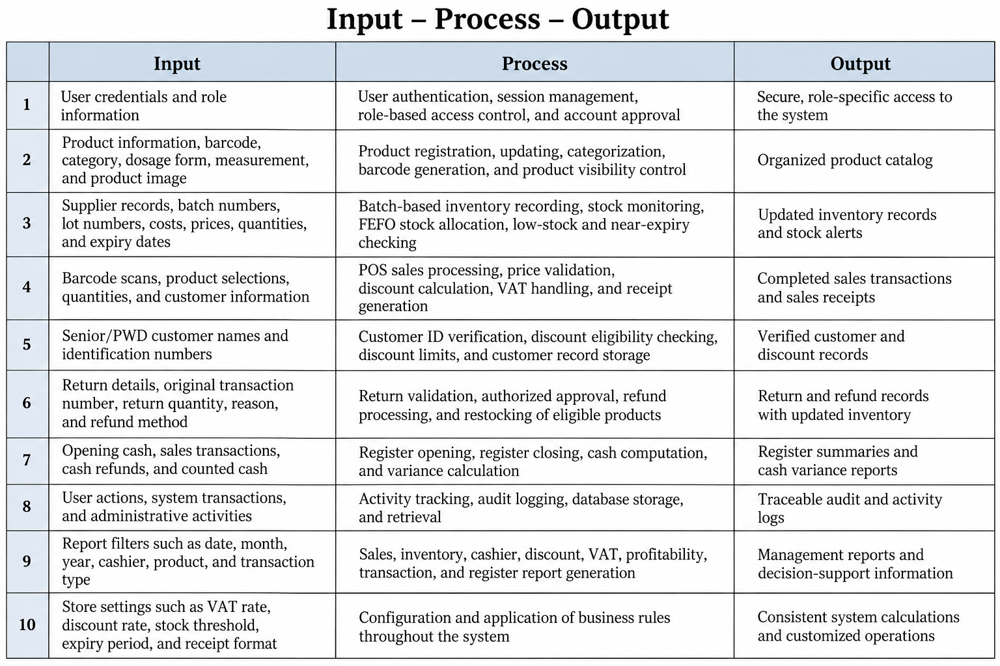 Input – Process – Output
Input
Process
Output
1
User credentials and role
information
User authentication, session management,
role-based access control, and account approval
Secure, role-specific access to
the system
2
Product information, barcode,
category, dosage form, measurement,
and product image
Product registration, updating, categorization,
barcode generation, and product visibility control
Organized product catalog
3
Supplier records, batch numbers,
lot numbers, costs, prices, quantities,
and expiry dates
Batch-based inventory recording, stock monitoring,
FEFO stock allocation, low-stock and near-expiry
checking
Updated inventory records
and stock alerts
4
Barcode scans, product selections,
quantities, and customer information
POS sales processing, price validation,
discount calculation, VAT handling, and receipt
generation
Completed sales transactions
and sales receipts
5
Senior/PWD customer names and
identification numbers
Customer ID verification, discount eligibility checking,
discount limits, and customer record storage
Verified customer and
discount records
6
Return details, original transaction
number, return quantity, reason,
and refund method
Return validation, authorized approval, refund
processing, and restocking of eligible products
Return and refund records
with updated inventory
7
Opening cash, sales transactions,
cash refunds, and counted cash
Register opening, register closing, cash computation,
and variance calculation
Register summaries and
cash variance reports
8
User actions, system transactions,
and administrative activities
Activity tracking, audit logging, database storage,
and retrieval
Traceable audit and activity
logs
9
Report filters such as date, month,
year, cashier, product, and transaction
type
Sales, inventory, cashier, discount, VAT, profitability,
transaction, and register report generation
Management reports and
decision-support information
10
Store settings such as VAT rate,
discount rate, stock threshold,
expiry period, and receipt format
Configuration and application of business rules
throughout the system
Consistent system calculations
and customized operations